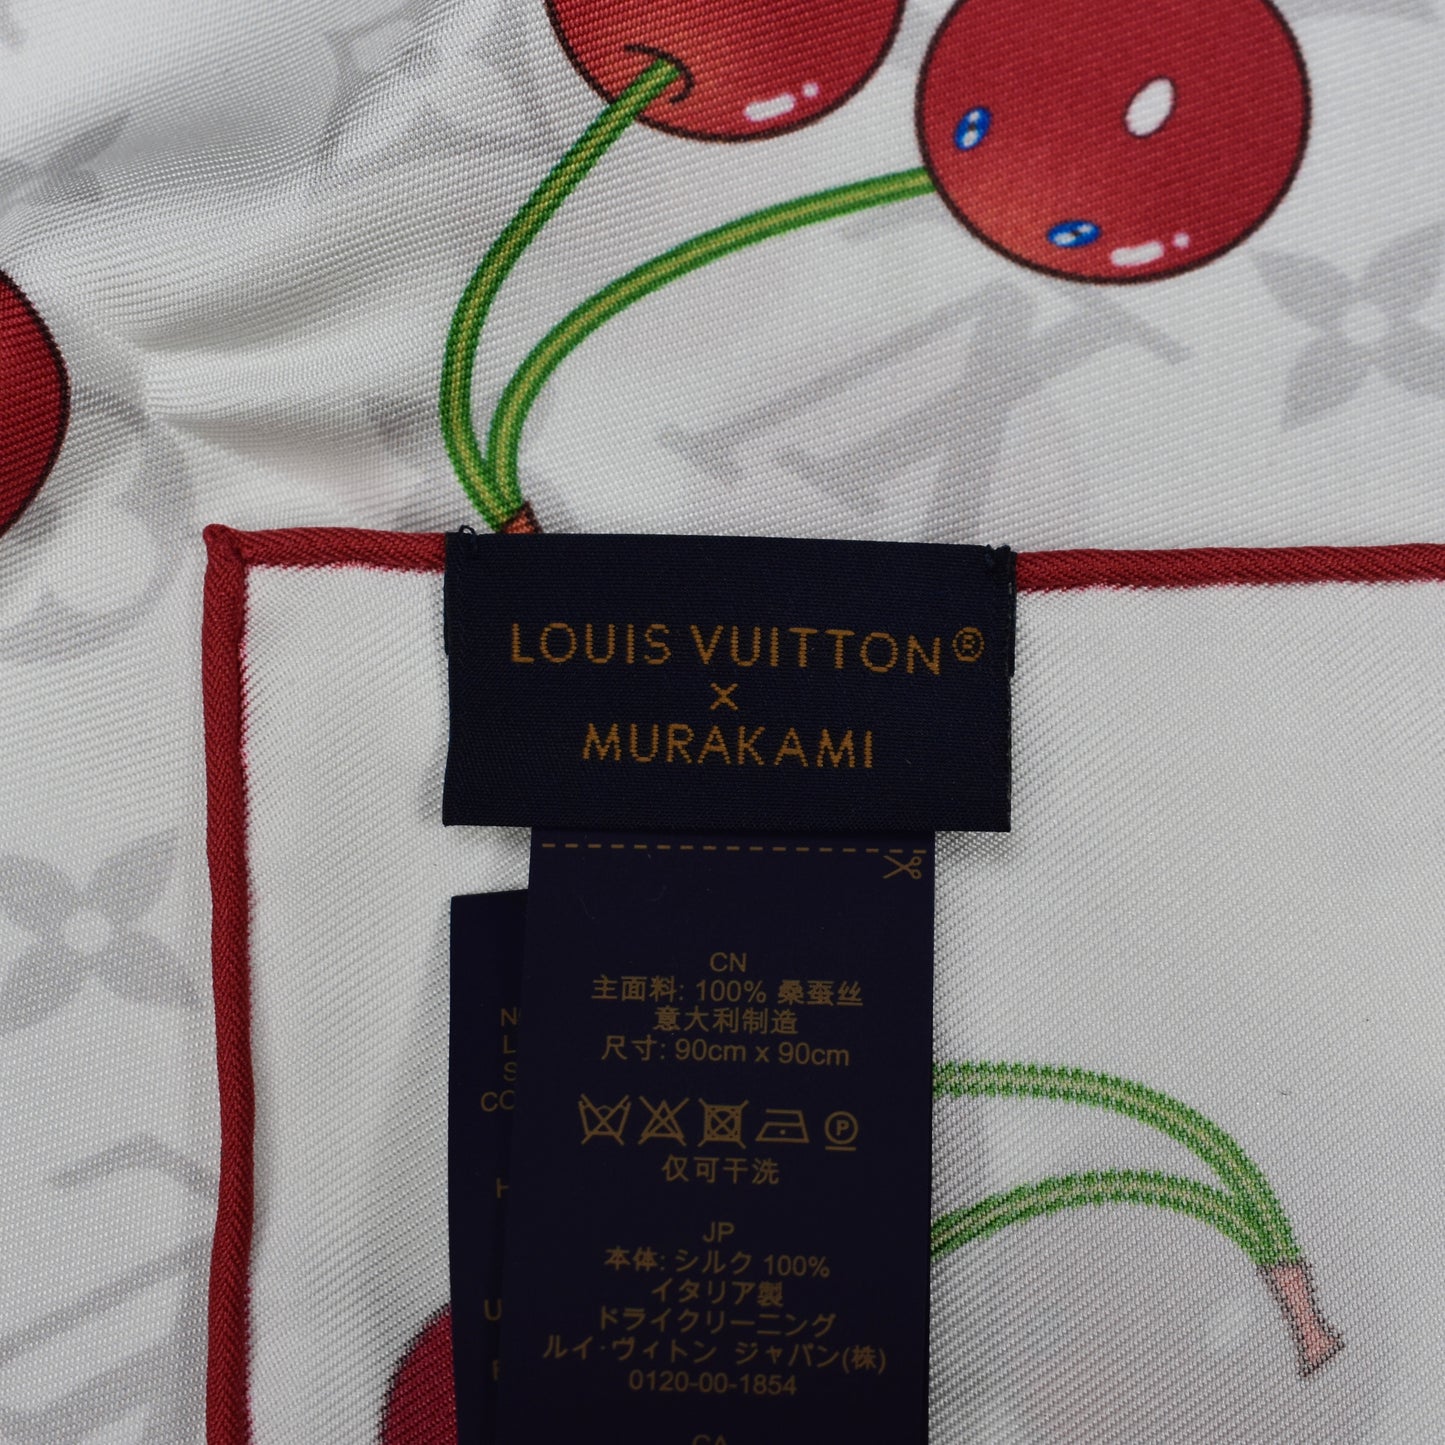 LOUIS VUITTON®
×
MURAKAMI
CN
主面料: 100% 桑蚕丝
意大利制造
尺寸: 90cm x 90cm
P
仅可干洗
JP
本体: シルク 100%
イタリア製
ドライクリーニング
ルイ･ヴィトン ジャパン(株)
0120-00-1854
CA